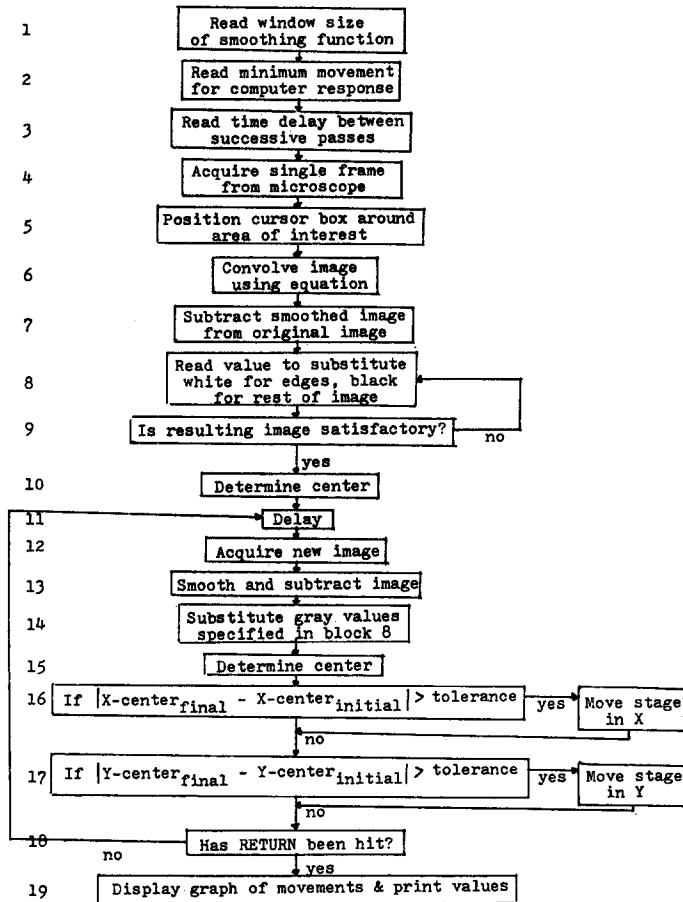 1
Read window size
of smoothing function
2
Read minimum movement
for computer response
3
Read time delay between
successive passes
4
Acquire single frame
from microscope
5
Position cursor box around
area of interest
6
Convolve image
using equation
7
Subtract smoothed image
from original image
8
Read value to substitute
white for edges, black
for rest of image
9
Is resulting image satisfactory?
no
yes
10
Determine center
11
Delay
12
Acquire new image
13
Smooth and subtract image
14
Substitute gray values
specified in block 8
15
Determine center
16
If |X-center final - X-center initial| > tolerance
yes
Move stage
in X
no
17
If |Y-center final - Y-center initial| > tolerance
yes
Move stage
in Y
no
18
Has RETURN been hit?
no
yes
19
Display graph of movements & print values